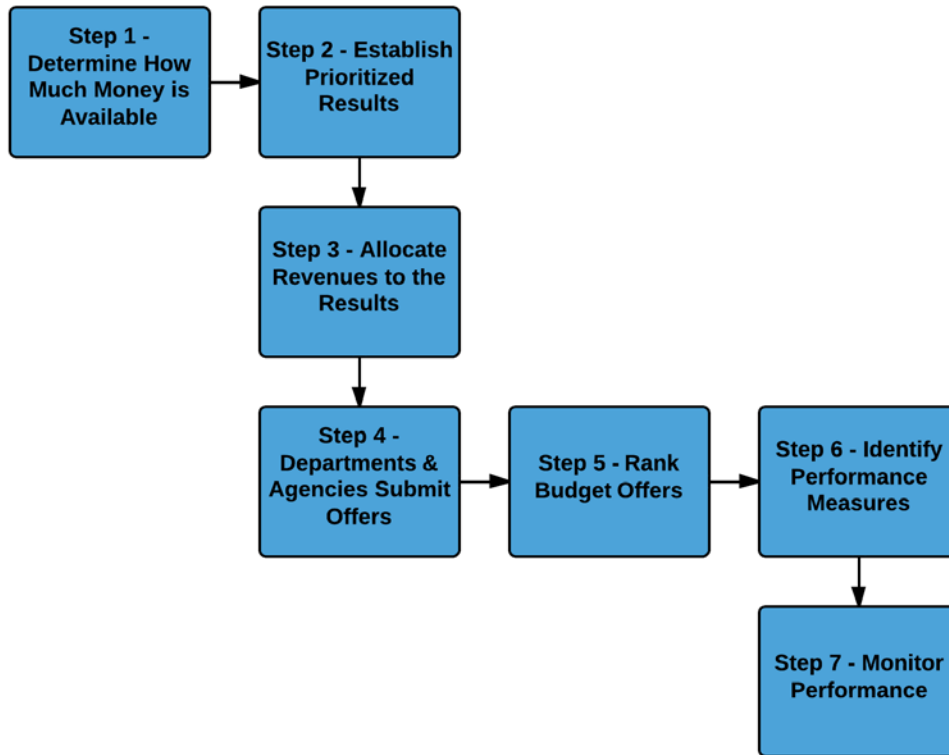 Step 1 -
Determine How
Much Money is
Available
Step 2 - Establish
Prioritized
Results
Step 3 - Allocate
Revenues to the
Results
Step 4 -
Departments &
Agencies Submit
Offers
Step 5 - Rank
Budget Offers
Step 6 - Identify
Performance
Measures
Step 7 - Monitor
Performance